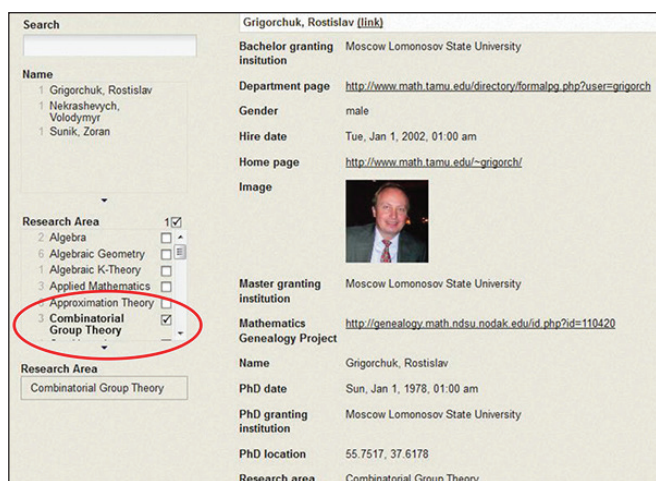 Search
Name
1 Grigorchuk, Rostislav
1 Nekrashevych,
Volodymyr
1 Sunik, Zoran
Research Area 1
2 Algebra
6 Algebraic Geometry
1 Algebraic K-Theory
3 Applied Mathematics
Approximation Theory
3 Combinatorial
Group Theory
Research Area
Combinatorial Group Theory
Grigorchuk, Rostislav (link)
Bachelor granting Moscow Lomonosov State University
insitution
Department page http://www.math.tamu.edu/directory/formalpg.php?user=grigorch
Gender male
Hire date Tue, Jan 1, 2002, 01:00 am
Home page http://www.math.tamu.edu/~grigorch/
Image
Master granting Moscow Lomonosov State University
institution
Mathematics http://genealogy.math.ndsu.nodak.edu/id.php?id=110420
Genealogy Project
Name Grigorchuk, Rostislav
PhD date Sun, Jan 1, 1978, 01:00 am
PhD granting Moscow Lomonosov State University
institution
PhD location 55.7517, 37.6178
Research area Combinatorial Group Theory